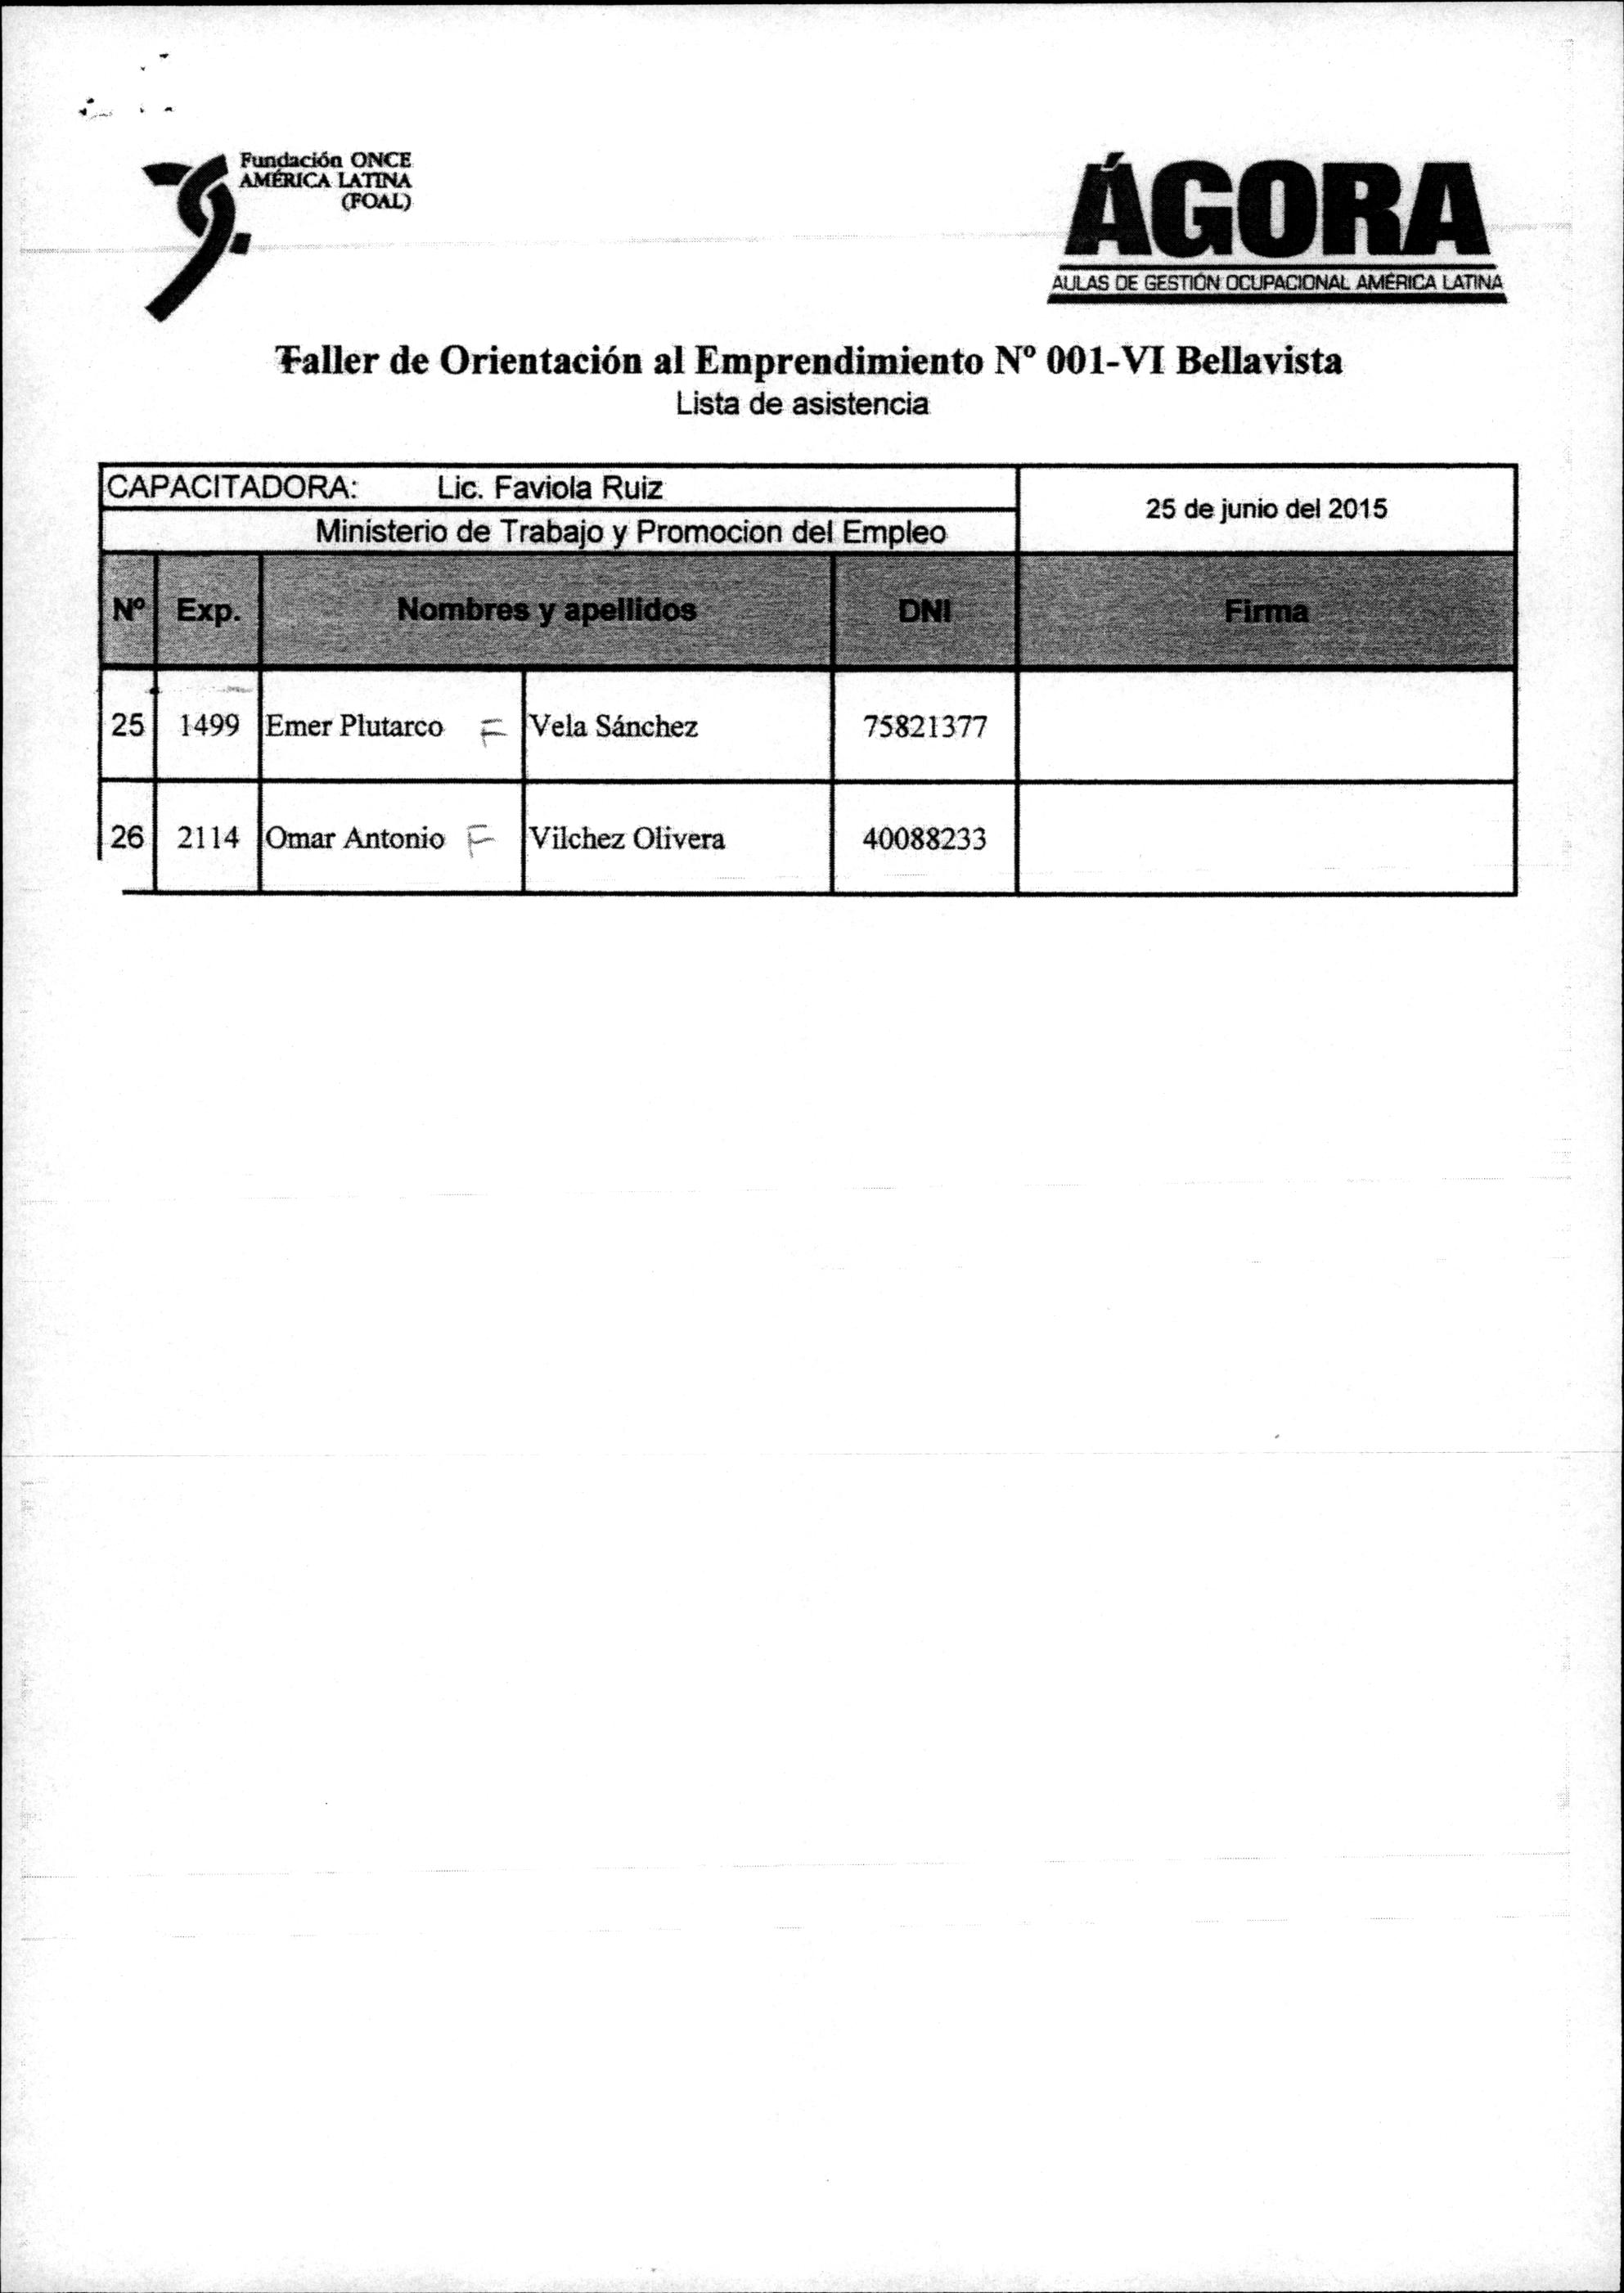 Fundación ONCE
AMÉRICA LATINA
(FOAL)
ÁGORA
AULAS DE GESTIÓN OCUPACIONAL AMÉRICA LATINA
Taller de Orientación al Emprendimiento Nº 001-VI Bellavista
Lista de asistencia
CAPACITADORA: Lic. Faviola Ruiz
25 de junio del 2015
Ministerio de Trabajo y Promocion del Empleo
Nº Exp. Nombres y apellidos DNI Firma
25 1499 Emer Plutarco F Vela Sánchez 75821377
26 2114 Omar Antonio F Vilchez Olivera 40088233